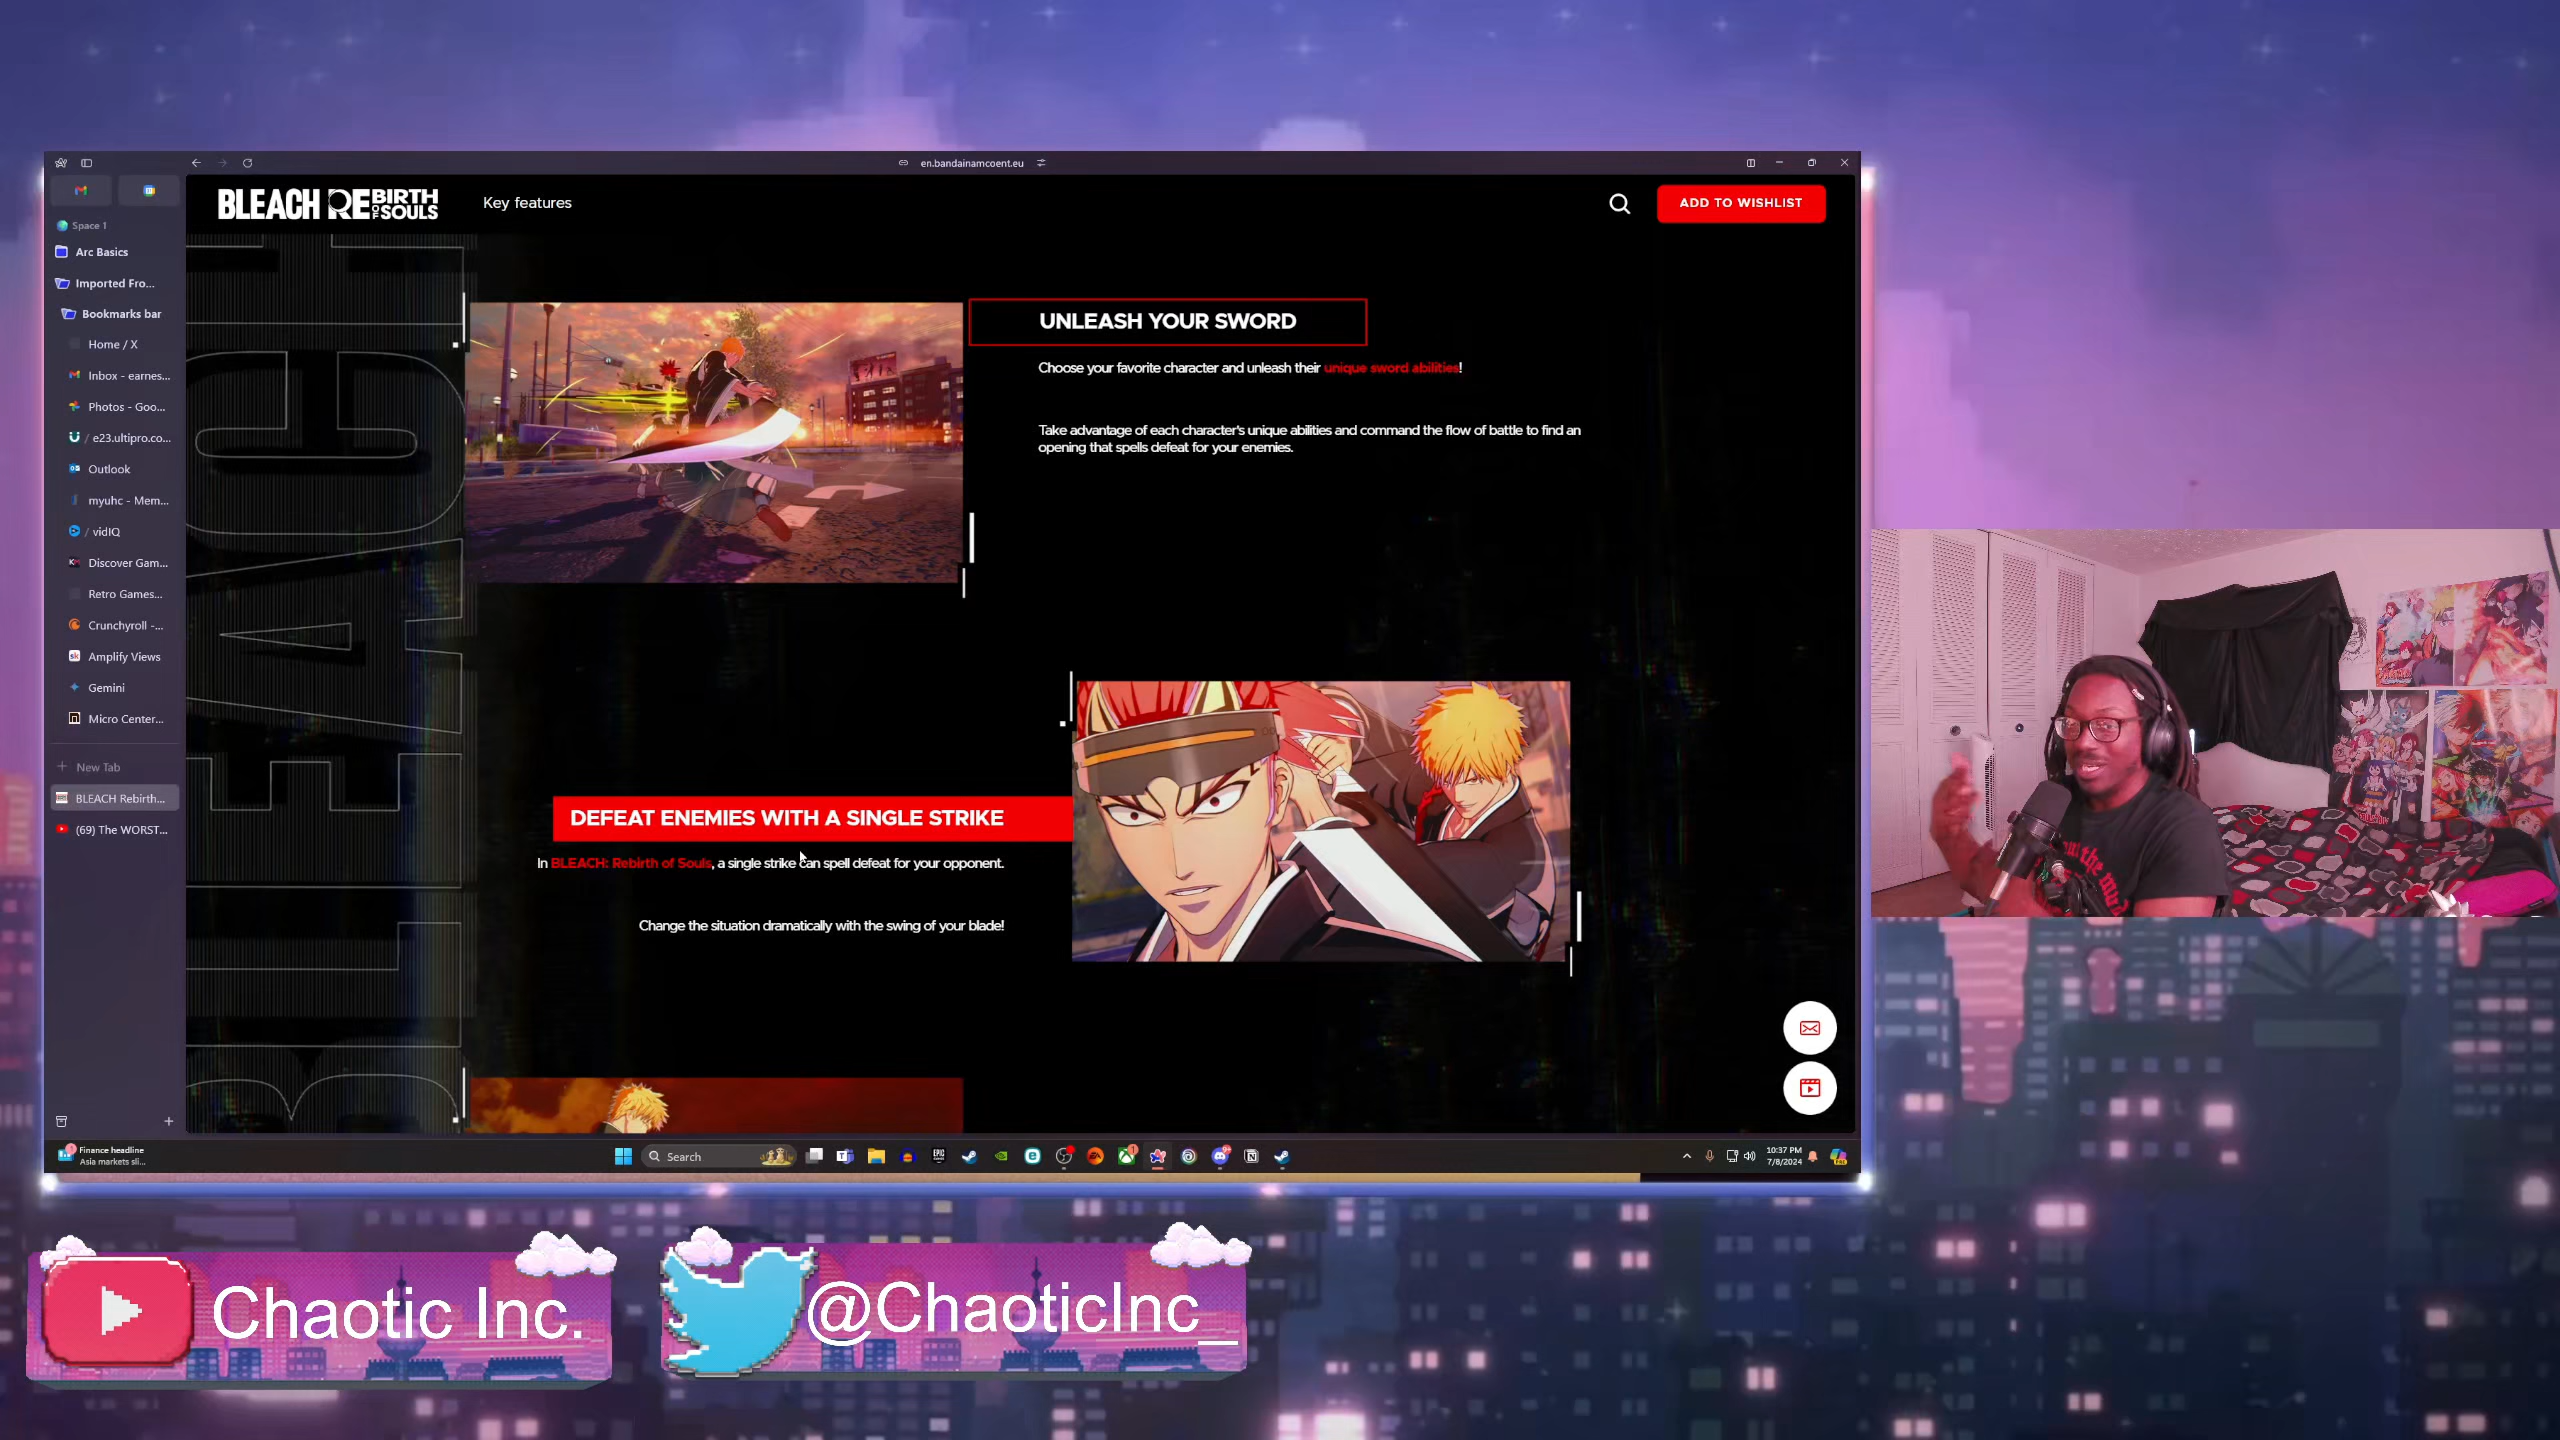 en.bandainamcoent.eu
BLEACH REBIRTH OF SOULS
Key features
ADD TO WISHLIST
Space 1
Arc Basics
Imported Fro...
Bookmarks bar
Home / X
Inbox - earnes...
Photos - Goo...
/ e23.ultipro.co...
Outlook
myuhc - Mem...
/ vidIQ
Discover Gam...
Retro Games...
Crunchyroll -...
Amplify Views
Gemini
Micro Center...
New Tab
BLEACH Rebirth...
(69) The WORST...
BLEACH
UNLEASH YOUR SWORD
Choose your favorite character and unleash their unique sword abilities!
Take advantage of each character's unique abilities and command the flow of battle to find an
opening that spells defeat for your enemies.
DEFEAT ENEMIES WITH A SINGLE STRIKE
In BLEACH: Rebirth of Souls, a single strike can spell defeat for your opponent.
Change the situation dramatically with the swing of your blade!
Finance headline
Asia markets sli...
Search
10:37 PM
7/8/2024
Chaotic Inc.
@ChaoticInc_